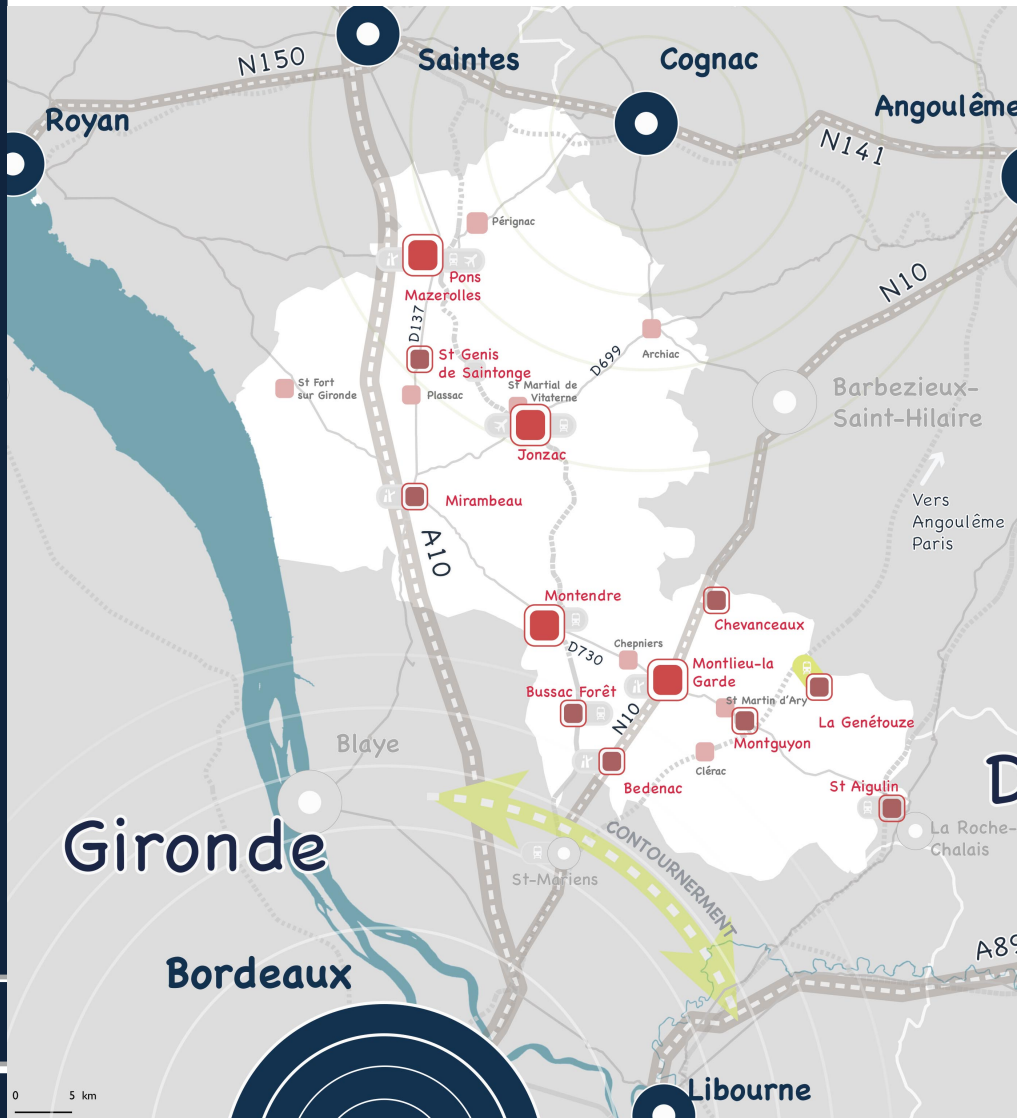 N150
Saintes
Cognac
Royan
Angoulême
N141
Pérignac
Pons
Mazerolles
N10
D137
Archiac
D699
St Genis
de Saintonge
St Fort
sur Gironde
Plassac
St Martial de
Vitaterne
Barbezieux-
Saint-Hilaire
Jonzac
Mirambeau
Vers
Angoulême
Paris
A10
Montendre
Chevanceaux
D730
Chepniers
Montlieu-la
Garde
Bussac Forêt
N10
St Martin d'Ary
La Genétouze
Montguyon
Blaye
Clérac
Bedenac
St Aigulin
D
Gironde
CONTOURNERMENT
La Roche-
Chalais
St-Mariens
A89
Bordeaux
Libourne
0 5 km